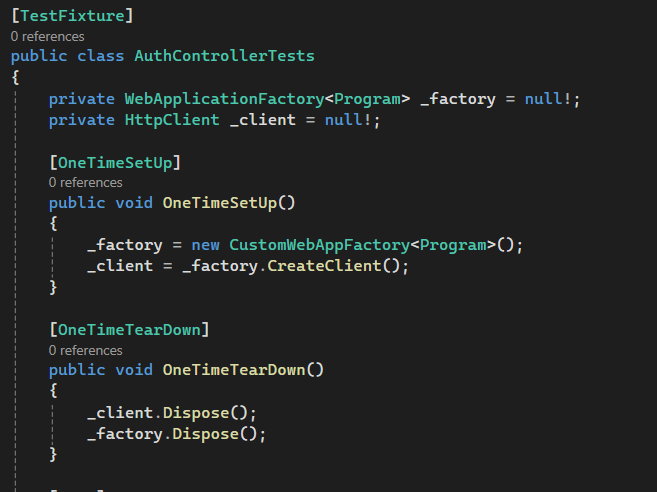 [TestFixture]
0 references
public class AuthControllerTests
{
private WebApplicationFactory<Program> _factory = null!;
private HttpClient _client = null!;
[OneTimeSetUp]
0 references
public void OneTimeSetUp()
{
_factory = new CustomWebAppFactory<Program>();
_client = _factory.CreateClient();
}
[OneTimeTearDown]
0 references
public void OneTimeTearDown()
{
_client.Dispose();
_factory.Dispose();
}